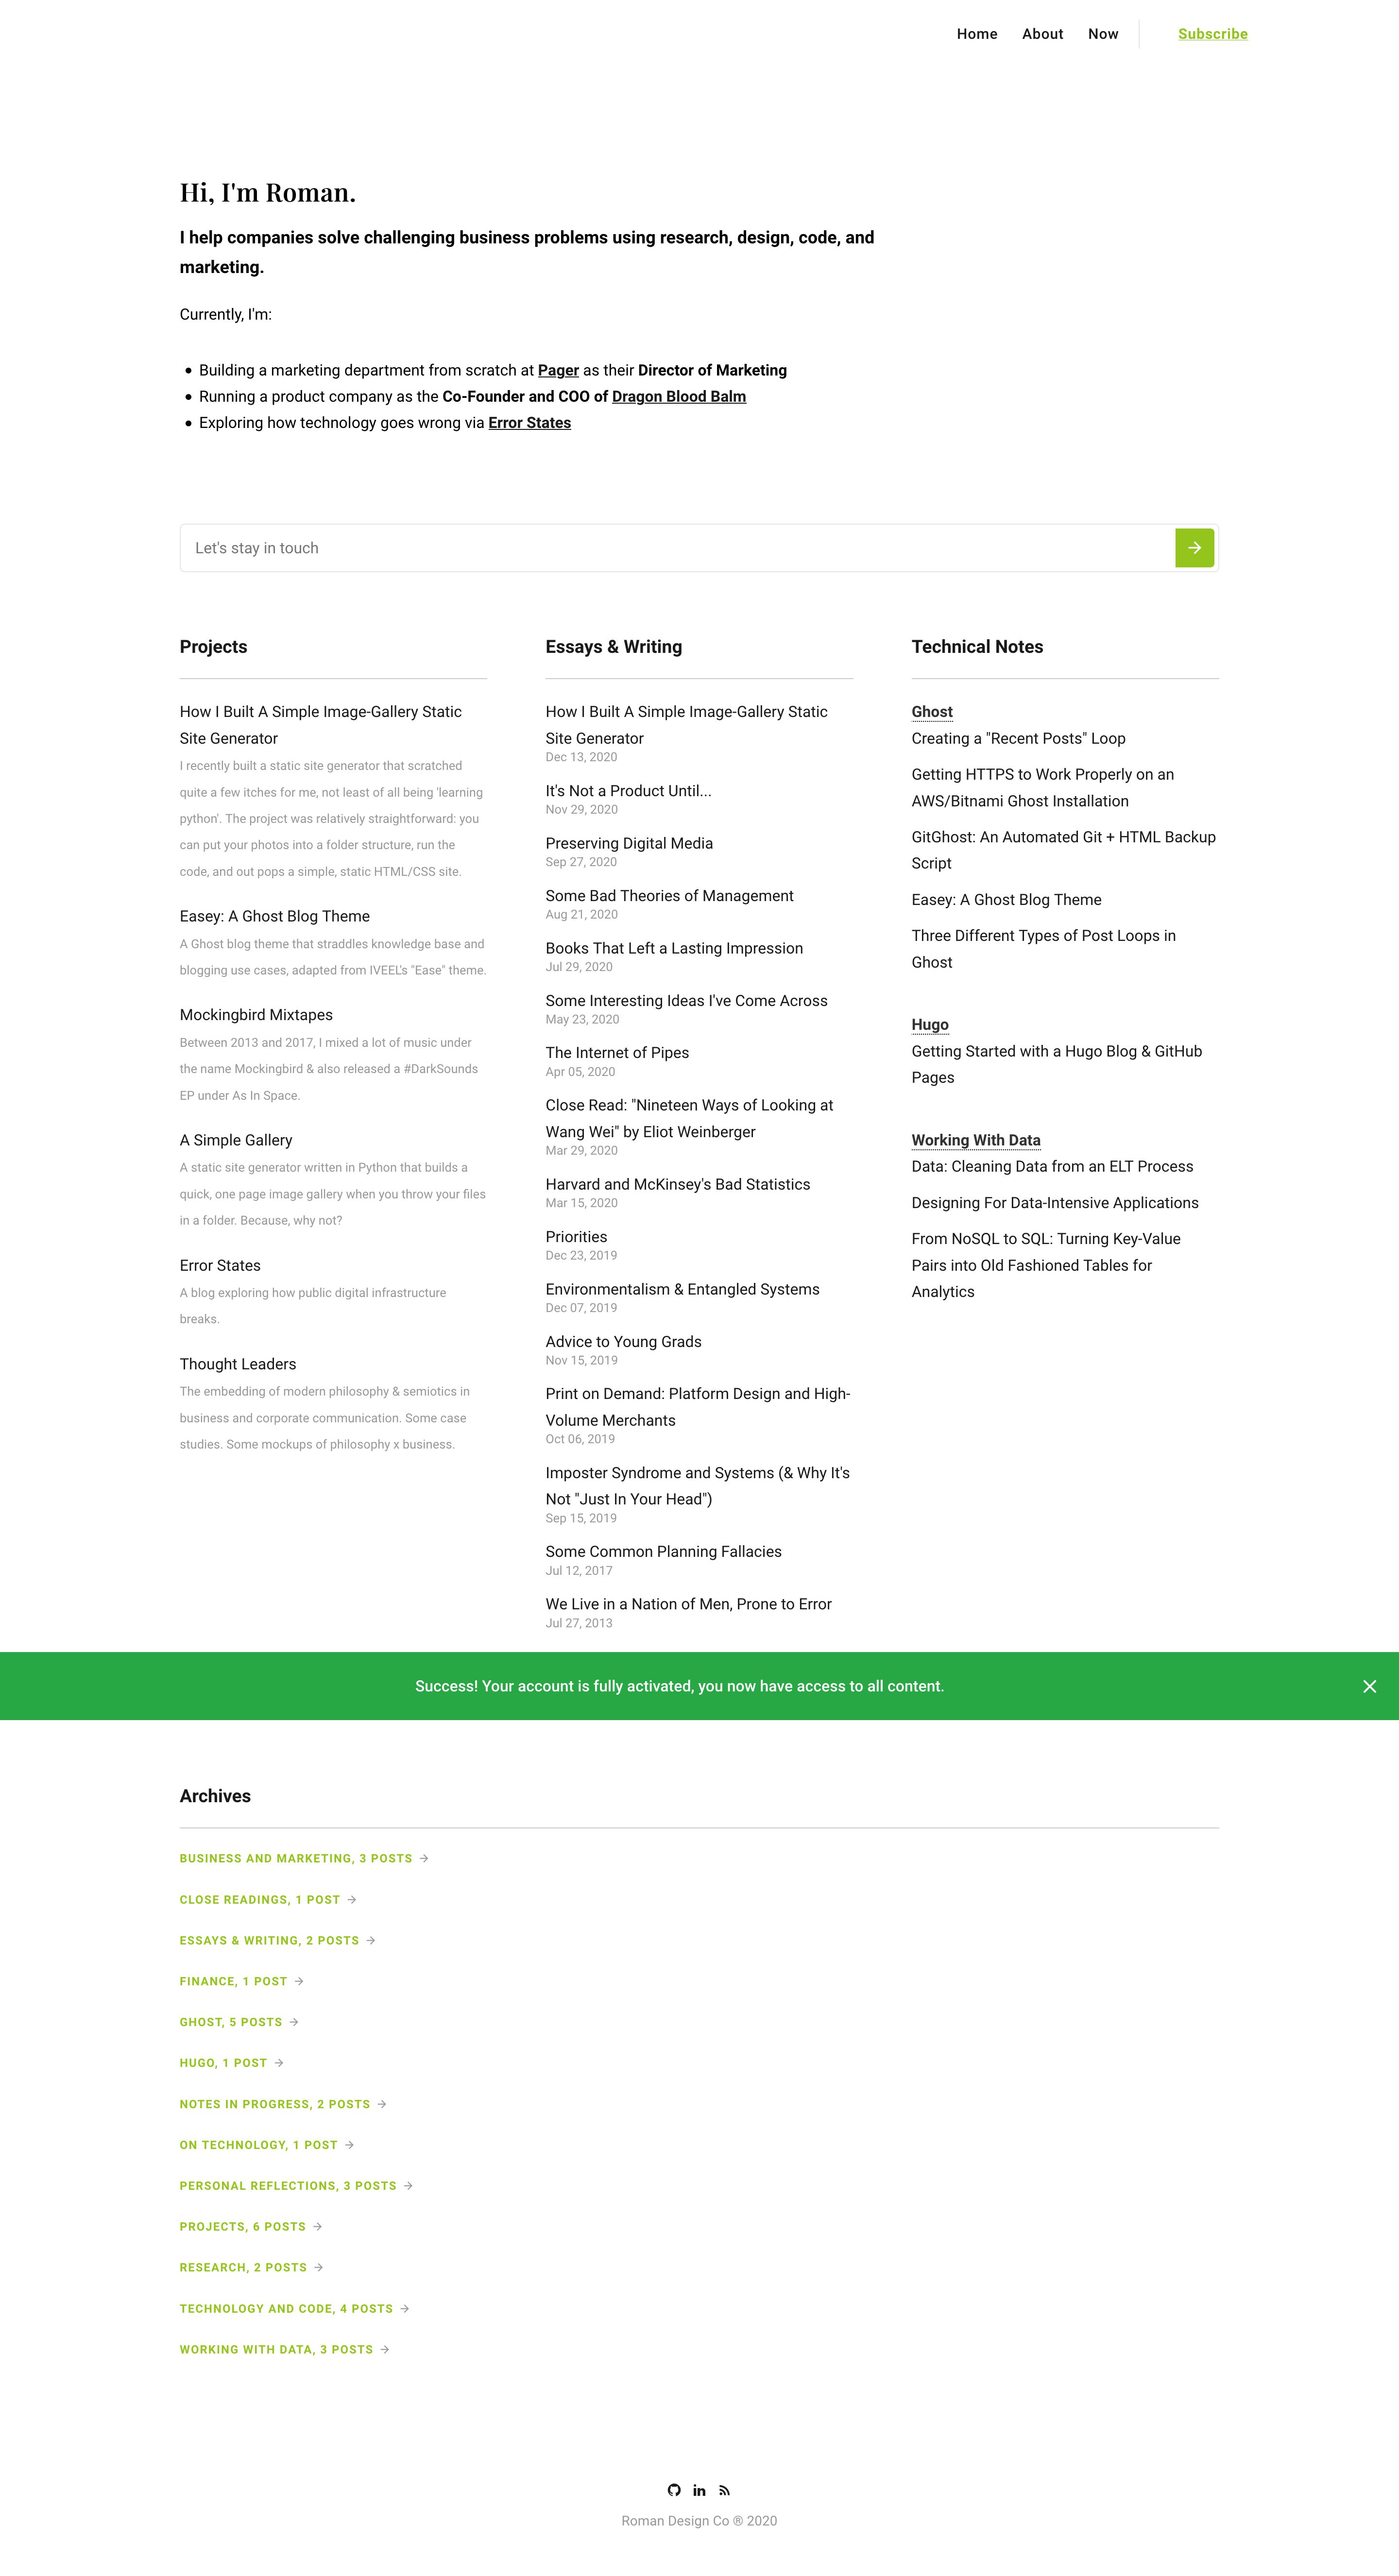 Home About Now Subscribe
Hi, I'm Roman.
I help companies solve challenging business problems using research, design, code, and
marketing.
Currently, I'm:
Building a marketing department from scratch at Pager as their Director of Marketing
Running a product company as the Co-Founder and COO of Dragon Blood Balm
Exploring how technology goes wrong via Error States
Let's stay in touch
Projects
How I Built A Simple Image-Gallery Static
Site Generator
I recently built a static site generator that scratched
quite a few itches for me, not least of all being 'learning
python'. The project was relatively straightforward: you
can put your photos into a folder structure, run the
code, and out pops a simple, static HTML/CSS site.
Easey: A Ghost Blog Theme
A Ghost blog theme that straddles knowledge base and
blogging use cases, adapted from IVEEL's "Ease" theme.
Mockingbird Mixtapes
Between 2013 and 2017, I mixed a lot of music under
the name Mockingbird & also released a #DarkSounds
EP under As In Space.
A Simple Gallery
A static site generator written in Python that builds a
quick, one page image gallery when you throw your files
in a folder. Because, why not?
Error States
A blog exploring how public digital infrastructure
breaks.
Thought Leaders
The embedding of modern philosophy & semiotics in
business and corporate communication. Some case
studies. Some mockups of philosophy x business.
Essays & Writing
How I Built A Simple Image-Gallery Static
Site Generator
Dec 13, 2020
It's Not a Product Until...
Nov 29, 2020
Preserving Digital Media
Sep 27, 2020
Some Bad Theories of Management
Aug 21, 2020
Books That Left a Lasting Impression
Jul 29, 2020
Some Interesting Ideas I've Come Across
May 23, 2020
The Internet of Pipes
Apr 05, 2020
Close Read: "Nineteen Ways of Looking at
Wang Wei" by Eliot Weinberger
Mar 29, 2020
Harvard and McKinsey's Bad Statistics
Mar 15, 2020
Priorities
Dec 23, 2019
Environmentalism & Entangled Systems
Dec 07, 2019
Advice to Young Grads
Nov 15, 2019
Print on Demand: Platform Design and High-
Volume Merchants
Oct 06, 2019
Imposter Syndrome and Systems (& Why It's
Not "Just In Your Head")
Sep 15, 2019
Some Common Planning Fallacies
Jul 12, 2017
We Live in a Nation of Men, Prone to Error
Jul 27, 2013
Technical Notes
Ghost
Creating a "Recent Posts" Loop
Getting HTTPS to Work Properly on an
AWS/Bitnami Ghost Installation
GitGhost: An Automated Git + HTML Backup
Script
Easey: A Ghost Blog Theme
Three Different Types of Post Loops in
Ghost
Hugo
Getting Started with a Hugo Blog & GitHub
Pages
Working With Data
Data: Cleaning Data from an ELT Process
Designing For Data-Intensive Applications
From NoSQL to SQL: Turning Key-Value
Pairs into Old Fashioned Tables for
Analytics
Success! Your account is fully activated, you now have access to all content.
Archives
BUSINESS AND MARKETING, 3 POSTS
CLOSE READINGS, 1 POST
ESSAYS & WRITING, 2 POSTS
FINANCE, 1 POST
GHOST, 5 POSTS
HUGO, 1 POST
NOTES IN PROGRESS, 2 POSTS
ON TECHNOLOGY, 1 POST
PERSONAL REFLECTIONS, 3 POSTS
PROJECTS, 6 POSTS
RESEARCH, 2 POSTS
TECHNOLOGY AND CODE, 4 POSTS
WORKING WITH DATA, 3 POSTS
Roman Design Co ® 2020